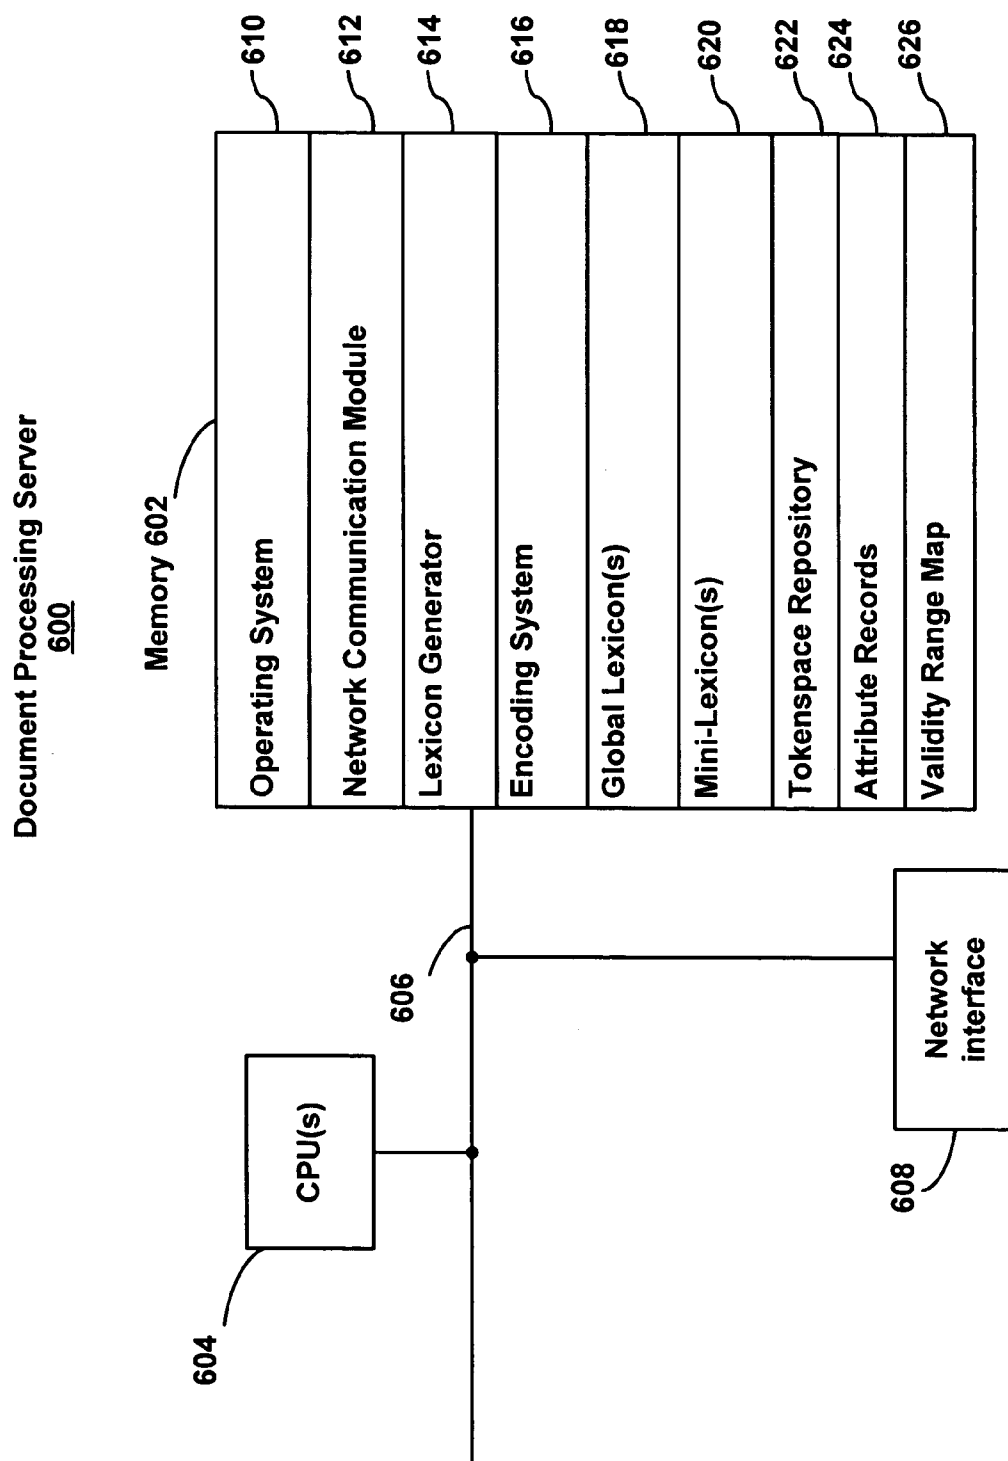 Document Processing Server
600
Memory 602
Operating System
610
Network Communication Module
612
Lexicon Generator
614
Encoding System
616
Global Lexicon(s)
618
Mini-Lexicon(s)
620
Tokenspace Repository
622
Attribute Records
624
Validity Range Map
626
CPU(s)
604
606
Network
interface
608